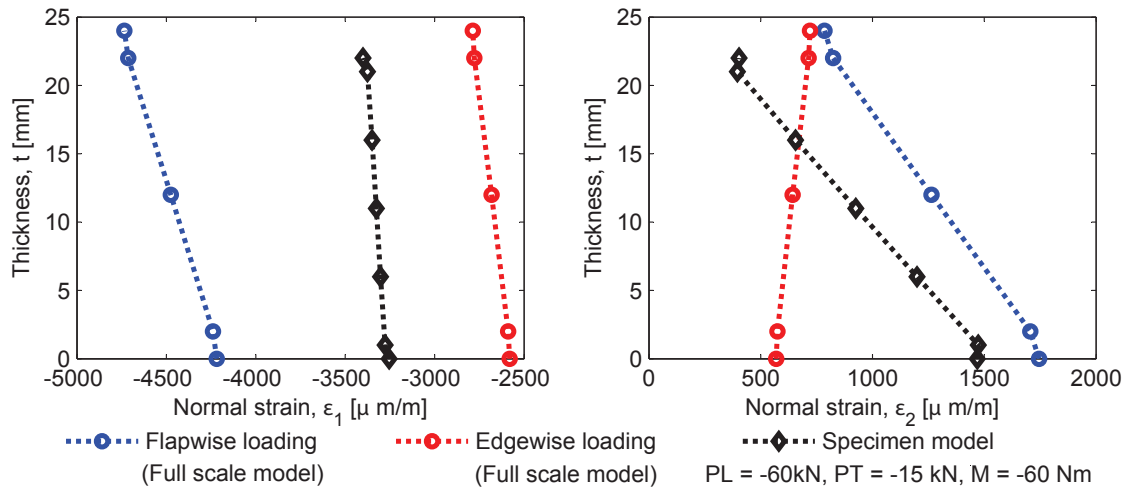 25
20
15
10
5
0
Thickness, t [mm]
-5000 -4500 -4000 -3500 -3000 -2500
Normal strain, ε1 [μ m/m]
25
20
15
10
5
0
Thickness, t [mm]
0 500 1000 1500 2000
Normal strain, ε2 [μ m/m]
Flapwise loading
(Full scale model)
Edgewise loading
(Full scale model)
Specimen model
PL = -60kN, PT = -15 kN, M = -60 Nm